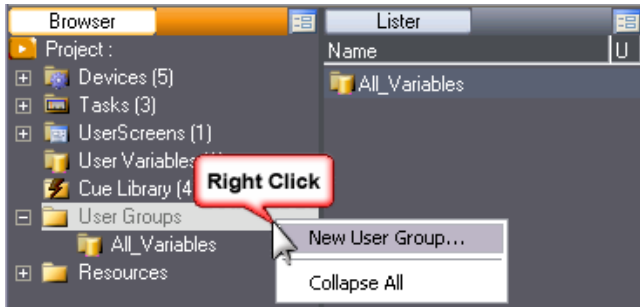 Browser
Lister
Project :
Name
U
Devices (5)
All_Variables
Tasks (3)
UserScreens (1)
User Variables
Cue Library (4
Right Click
User Groups
New User Group...
All_Variables
Collapse All
Resources